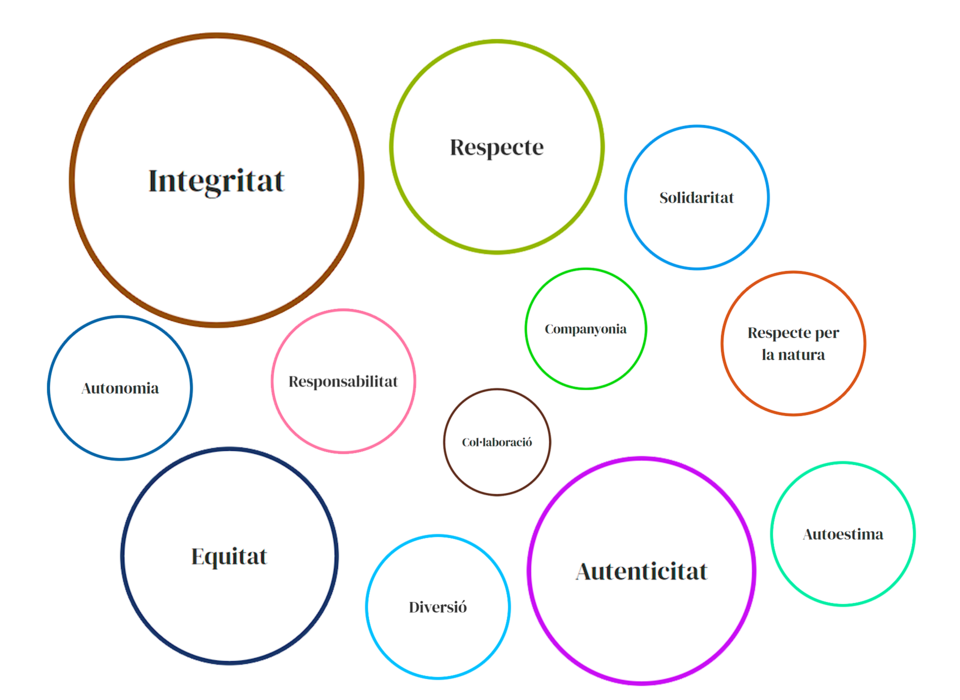 Integritat
Respecte
Solidaritat
Companyonia
Respecte per
la natura
Autonomia
Responsabilitat
Col·laboració
Equitat
Diversió
Autenticitat
Autoestima